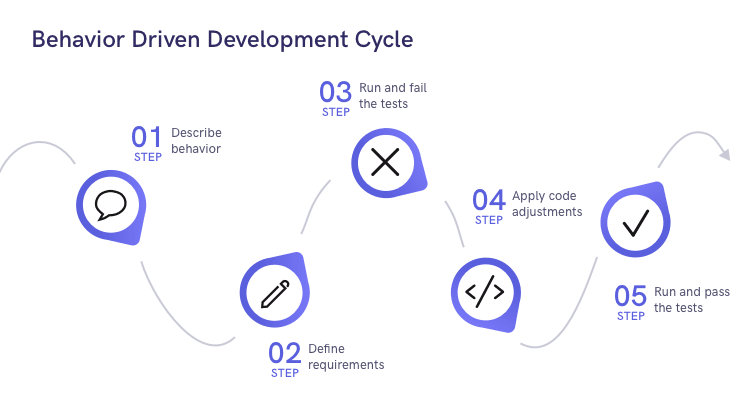 Behavior Driven Development Cycle
01
STEP
Describe
behavior
02
STEP
Define
requirements
03
STEP
Run and fail
the tests
04
STEP
Apply code
adjustments
</>
05
STEP
Run and pass
the tests